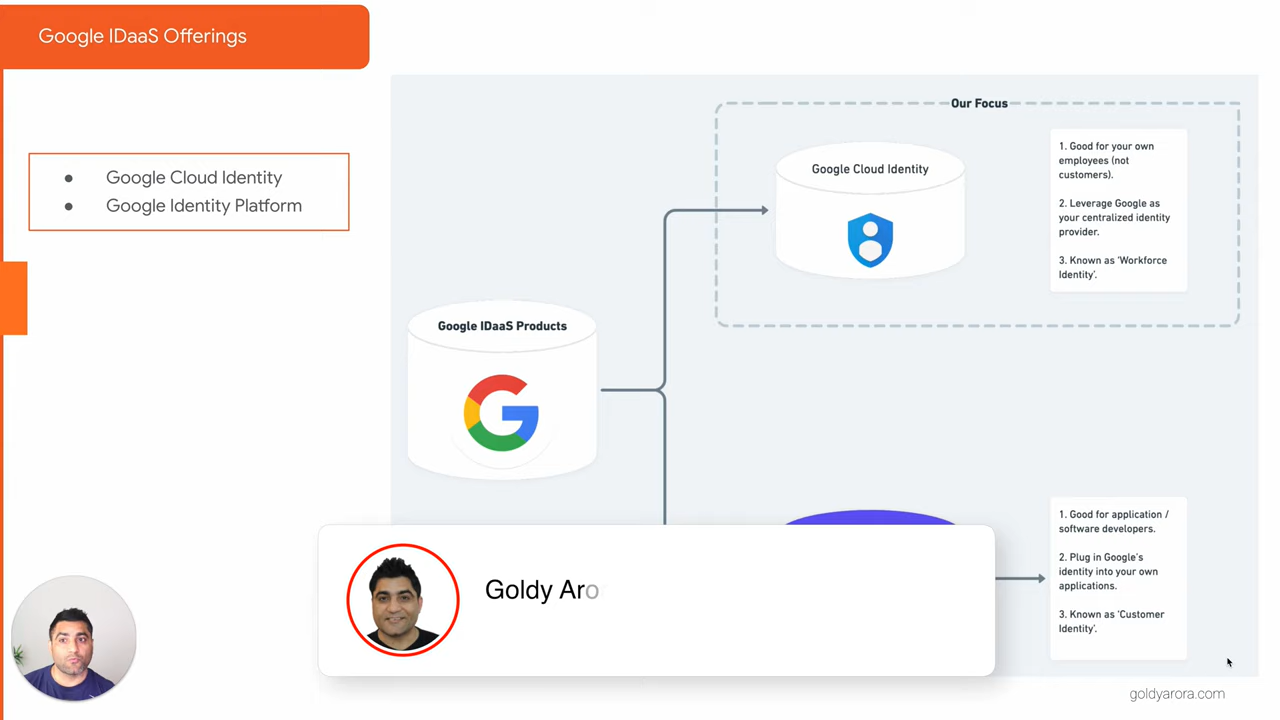 Google IDaaS Offerings
● Google Cloud Identity
● Google Identity Platform
Our Focus
Google Cloud Identity
1. Good for your own
employees (not
customers).
2. Leverage Google as
your centralized identity
provider.
3. Known as ‘Workforce
Identity’.
Google IDaaS Products
1. Good for application /
software developers.
2. Plug in Google’s
identity into your own
applications.
3. Known as ‘Customer
Identity’.
Goldy Aro
goldyarora.com